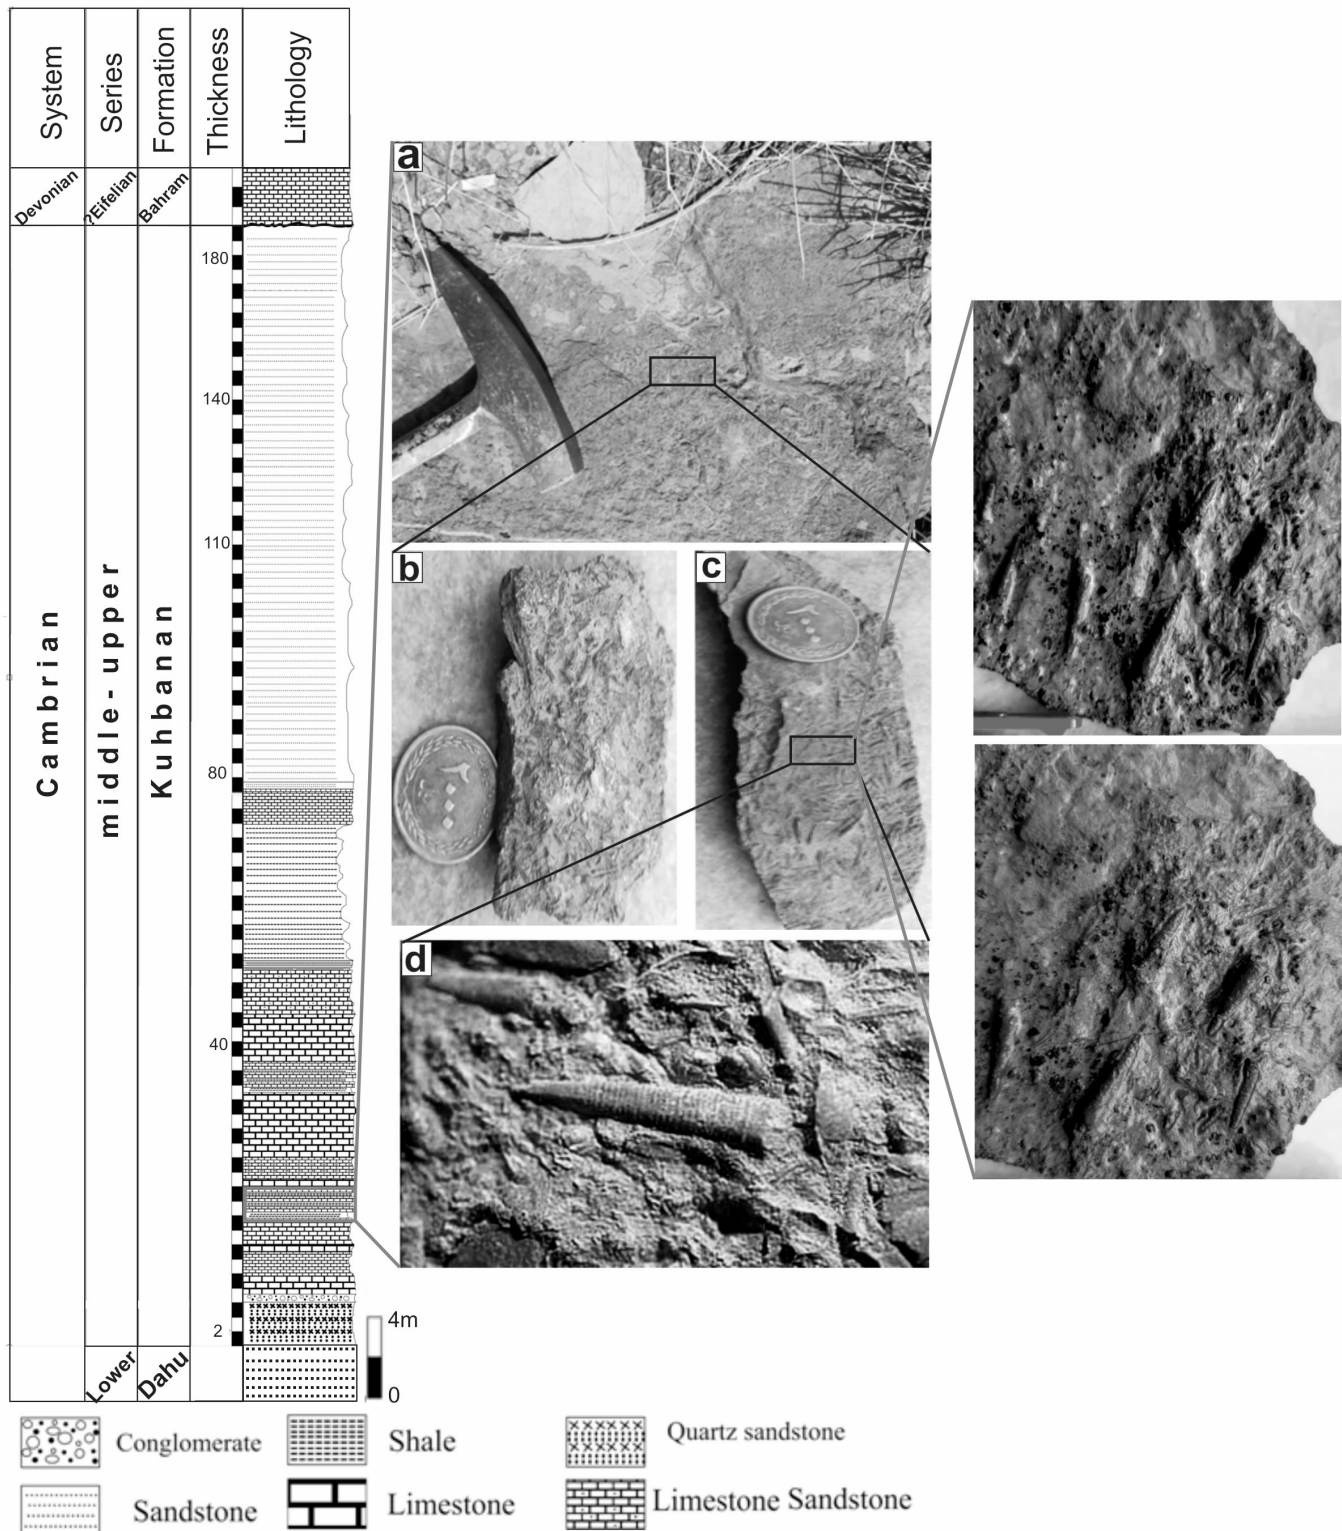 System
Series
Formation
Thickness
Lithology
Devonian
?Eifelian
Bahram
Cambrian
middle-upper
Kuhbanan
180
140
110
80
40
2
Lower
Dahu
a
b
c
d
4m
0
Conglomerate
Shale
Quartz sandstone
Sandstone
Limestone
Limestone Sandstone